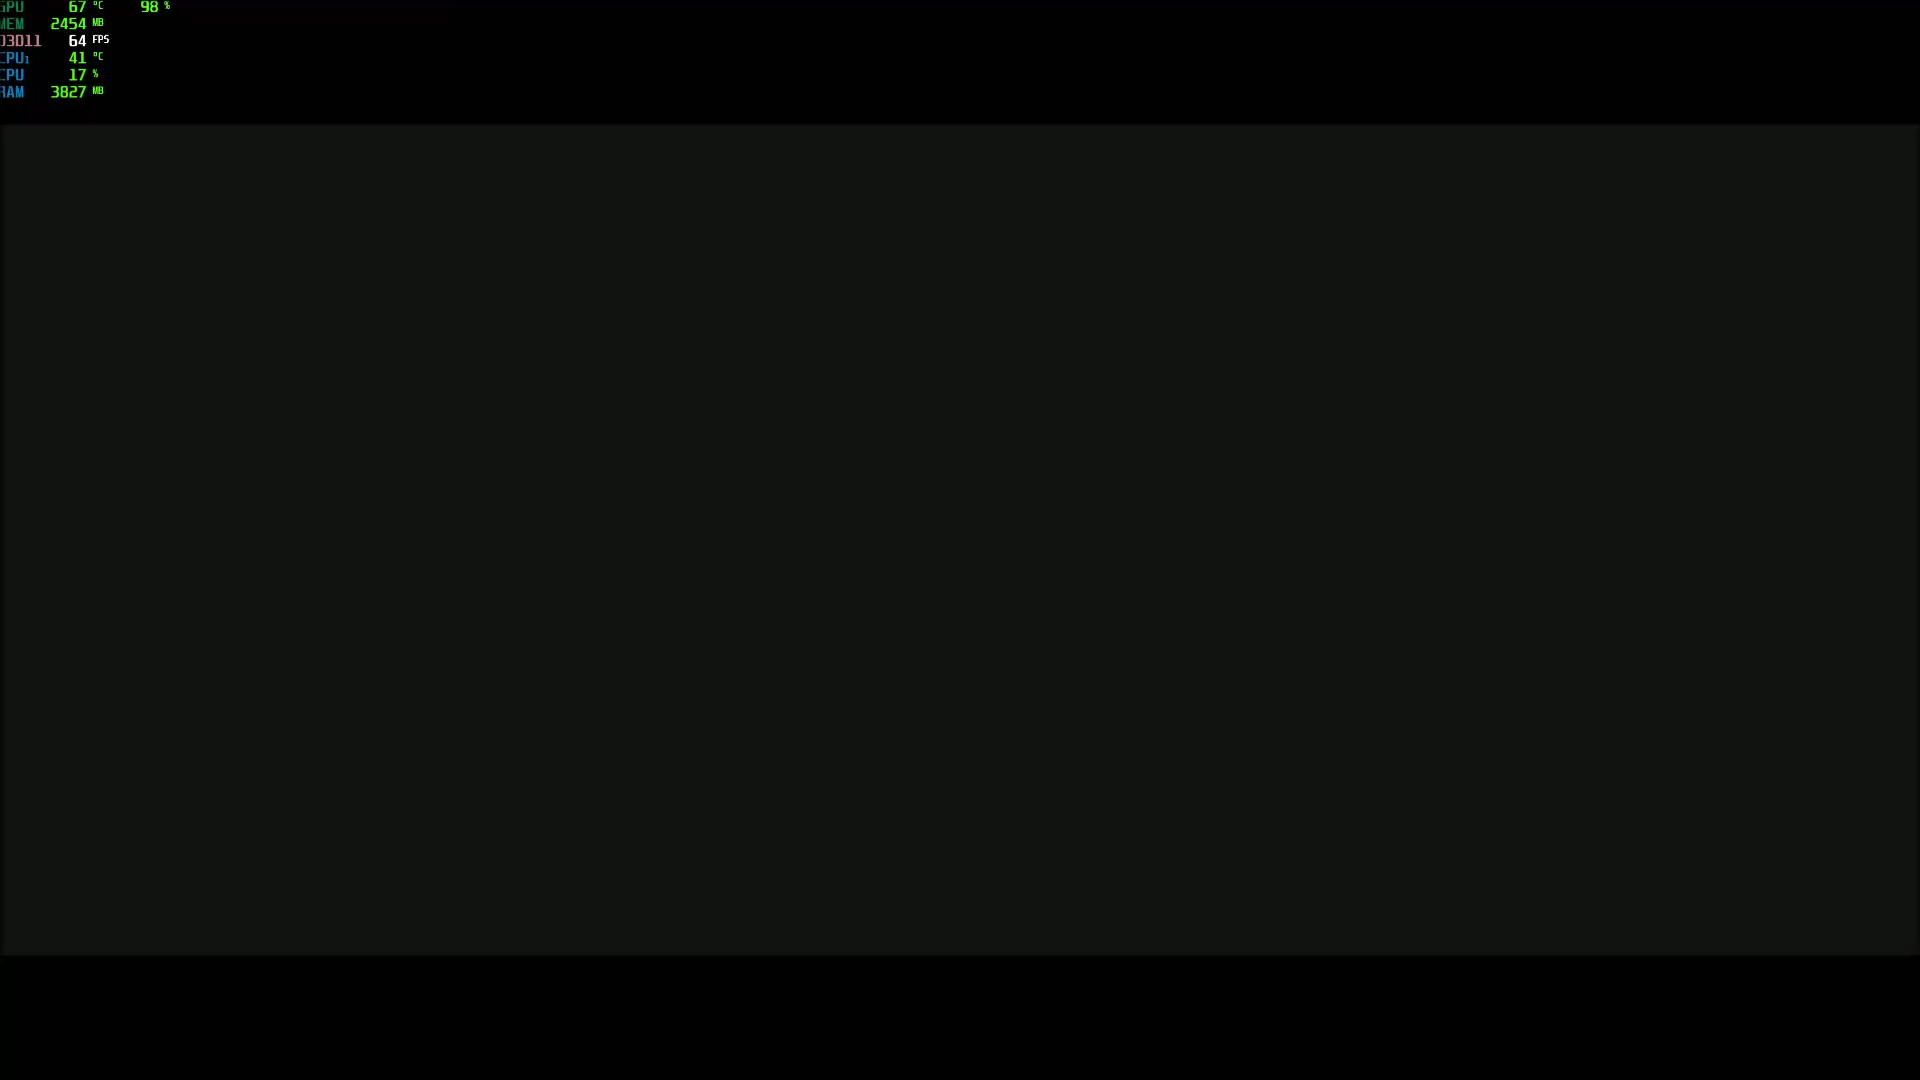 GPU 67 °C 98 %
MEM 2454 MB
D3D11 64 FPS
CPU1 41 °C
CPU 17 %
RAM 3827 MB